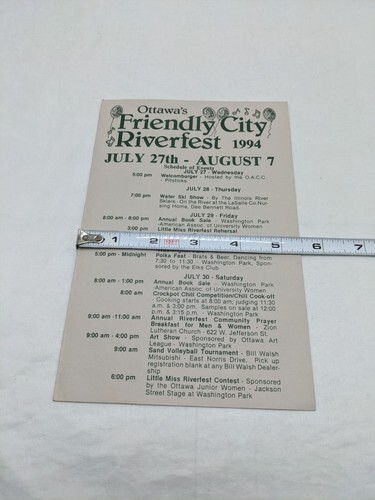 Ottawa's
Friendly City
Riverfest 1994
JULY 27th - AUGUST 7
Schedule of Events
JULY 27 - Wednesday
5:00 pm Welcomburger - Hosted by the O.A.C.C.
- Pitsticks
JULY 28 - Thursday
7:00 pm Water Ski Show - By The Illinois River
Skiers - On the River at the LaSalle Co. Nur-
sing Home, Dee Bennett Road.
JULY 29 - Friday
8:00 am - 6:00 pm Annual Book Sale - Washington Park
-American Assoc. of University Women
3:00 pm Little Miss Riverfest Rehersal
1 2 3 4 5 6 7
5:00 pm - Midnight Polka Fest - Brats & Beer, Dancing from
7:30 to 11:30 - Washington Park, Spon-
sored by the Elks Club
JULY 30 - Saturday
8:00 am - 1:00 pm Annual Book Sale - Washington Park
-American Assoc. of University Women
8:00 am Crockpot Chili Competition/Chili Cook-off
- Cooking starts at 8:00 am; judging 11:30
a.m. & 3:00 pm. Samples on sale at 12:00
p.m. & 3:15 p.m. - Washington Park
9:00 am -11:00 am Annual Riverfest Community Prayer
Breakfast for Men & Women - Zion
Lutheran Church - 622 W. Jefferson St.
9:00 am - 4:00 pm Art Show - Sponsored by Ottawa Art
League - Washington Park
9:00 am Sand Volleyball Tournament - Bill Walsh
Mitsubishi - East Norris Drive. Pick up
registration blank at any Bill Walsh Dealer-
ship
6:00 pm Little Miss Riverfest Contest - Sponsored
by the Ottawa Junior Women - Jackson
Street Stage at Washington Park